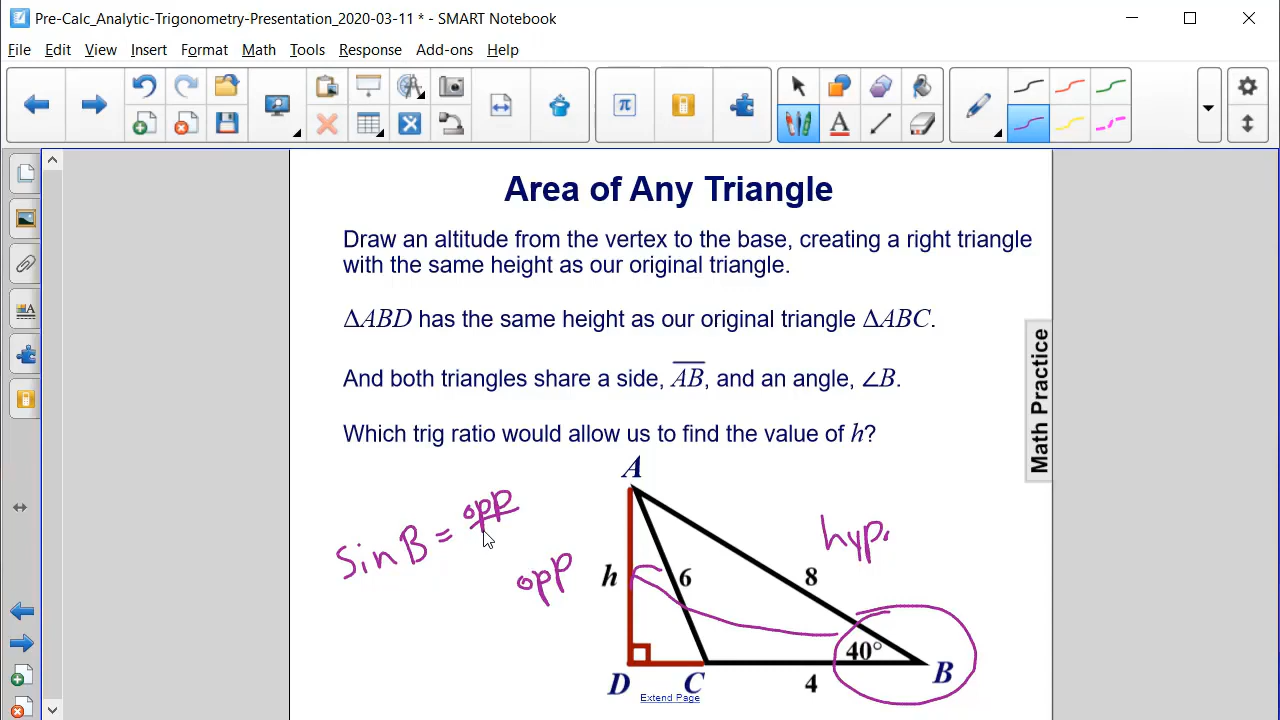 Pre-Calc_Analytic-Trigonometry-Presentation_2020-03-11 * - SMART Notebook
File Edit View Insert Format Math Tools Response Add-ons Help
Area of Any Triangle
Draw an altitude from the vertex to the base, creating a right triangle
with the same height as our original triangle.
ΔABD has the same height as our original triangle ΔABC.
And both triangles share a side, A̅B̅, and an angle, ∠B.
Which trig ratio would allow us to find the value of h?
Math Practice
A
sin B = opp
opp
h
6
8
hyp.
40°
D
C
4
B
Extend Page